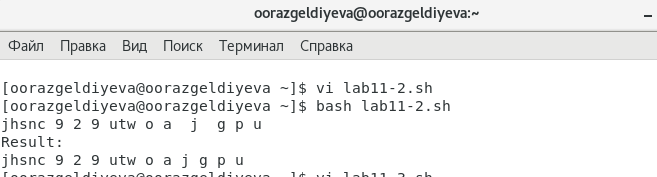 oorazgeldiyeva@oorazgeldiyeva:~
Файл Правка Вид Поиск Терминал Справка
[oorazgeldiyeva@oorazgeldiyeva ~]$ vi lab11-2.sh
[oorazgeldiyeva@oorazgeldiyeva ~]$ bash lab11-2.sh
jhsnc 9 2 9 utw o a  j  g p u
Result:
jhsnc 9 2 9 utw o a j g p u
[oorazgeldiyeva@oorazgeldiyeva ~]$ vi lab11-3.sh